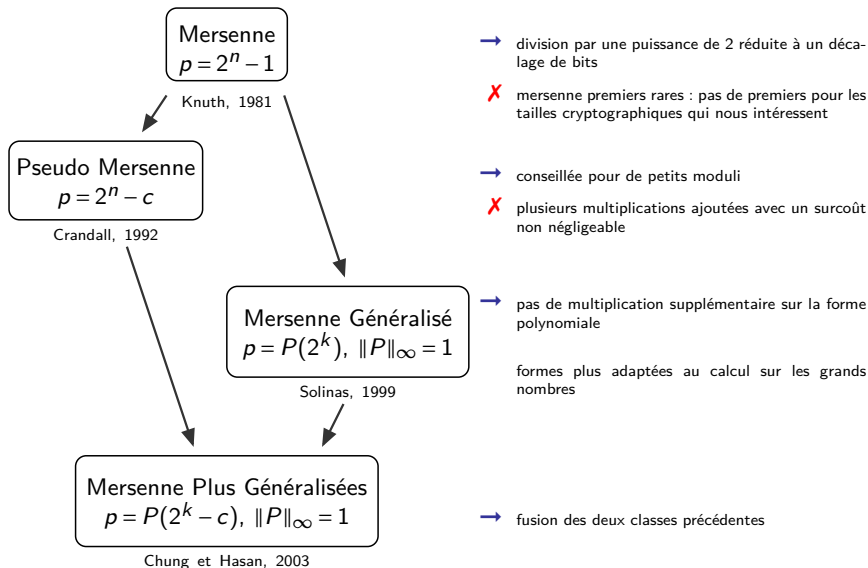 Mersenne
p = 2^n − 1
Knuth, 1981
→ division par une puissance de 2 réduite à un déca-
lage de bits
✗ mersenne premiers rares : pas de premiers pour les
tailles cryptographiques qui nous intéressent
Pseudo Mersenne
p = 2^n − c
Crandall, 1992
→ conseillée pour de petits moduli
✗ plusieurs multiplications ajoutées avec un surcoût
non négligeable
Mersenne Généralisé
p = P(2^k), ‖P‖∞ = 1
Solinas, 1999
→ pas de multiplication supplémentaire sur la forme
polynomiale
formes plus adaptées au calcul sur les grands
nombres
Mersenne Plus Généralisées
p = P(2^k − c), ‖P‖∞ = 1
Chung et Hasan, 2003
→ fusion des deux classes précédentes